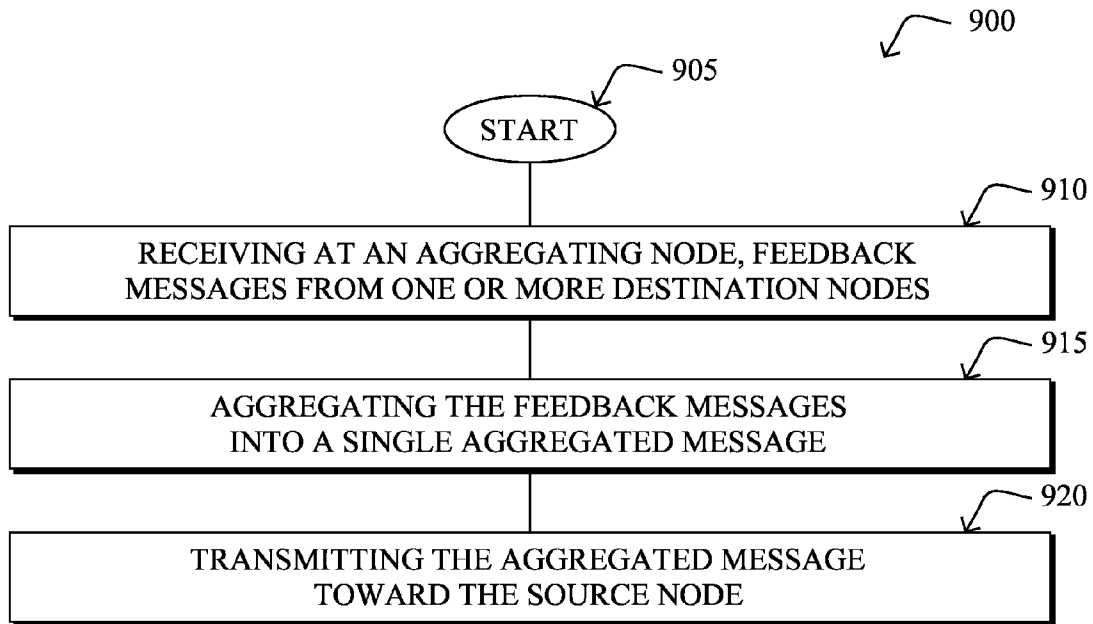 900
905
START
910
RECEIVING AT AN AGGREGATING NODE, FEEDBACK
MESSAGES FROM ONE OR MORE DESTINATION NODES
915
AGGREGATING THE FEEDBACK MESSAGES
INTO A SINGLE AGGREGATED MESSAGE
920
TRANSMITTING THE AGGREGATED MESSAGE
TOWARD THE SOURCE NODE